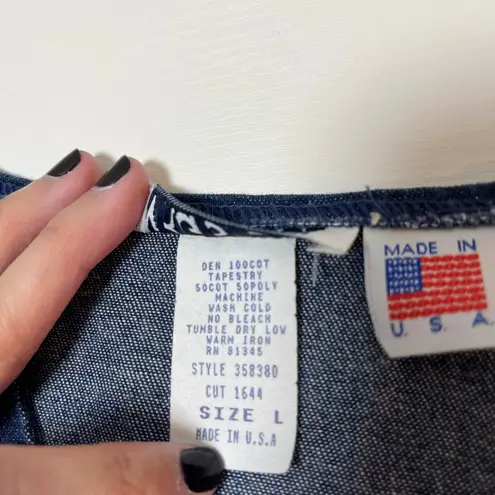 DEN 100COT
TAPESTRY
50COT 50POLY
MACHINE
WASH COLD
NO BLEACH
TUMBLE DRY LOW
WARM IRON
RN 81345
STYLE 358380
CUT 1644
SIZE L
MADE IN U.S.A
MADE IN
U. S. A.